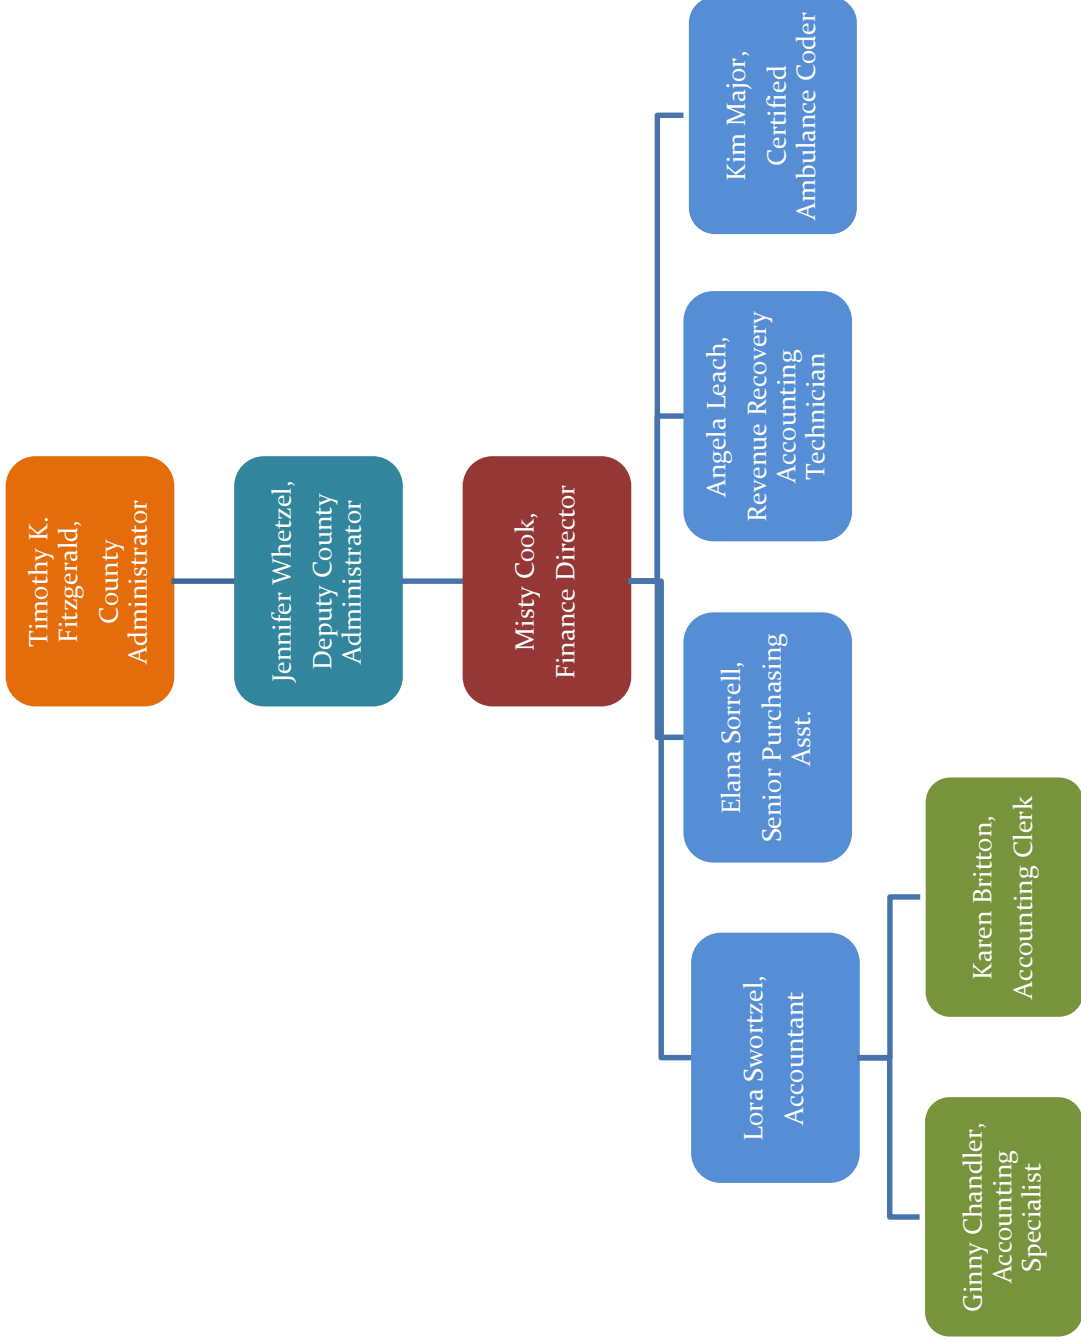 Timothy K.
Fitzgerald,
County
Administrator
Jennifer Whetzel,
Deputy County
Administrator
Misty Cook,
Finance Director
Lora Swortzel,
Accountant
Elana Sorrell,
Senior Purchasing
Asst.
Angela Leach,
Revenue Recovery
Accounting
Technician
Kim Major,
Certified
Ambulance Coder
Ginny Chandler,
Accounting
Specialist
Karen Britton,
Accounting Clerk